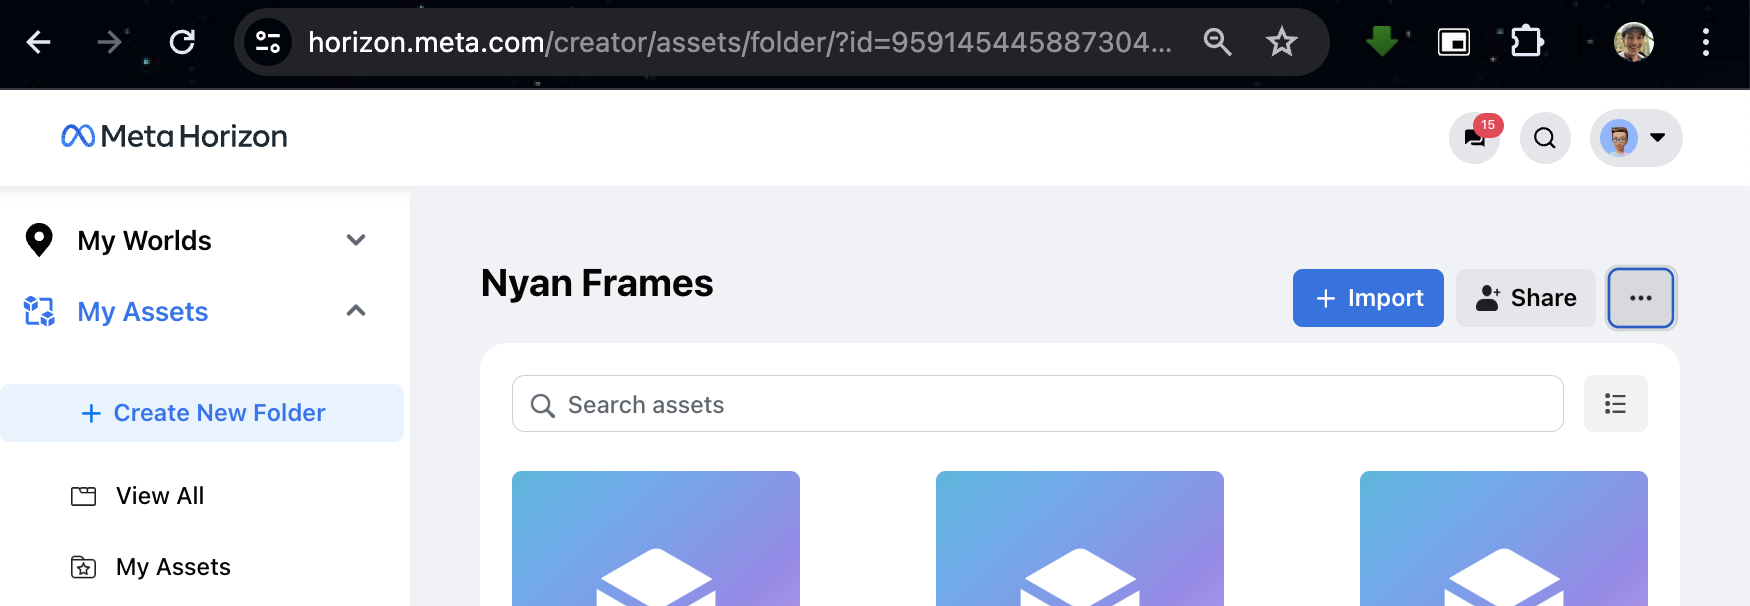 horizon.meta.com/creator/assets/folder/?id=959145445887304...
Meta Horizon
15
My Worlds
My Assets
+ Create New Folder
View All
My Assets
Nyan Frames
+ Import
Share
Search assets